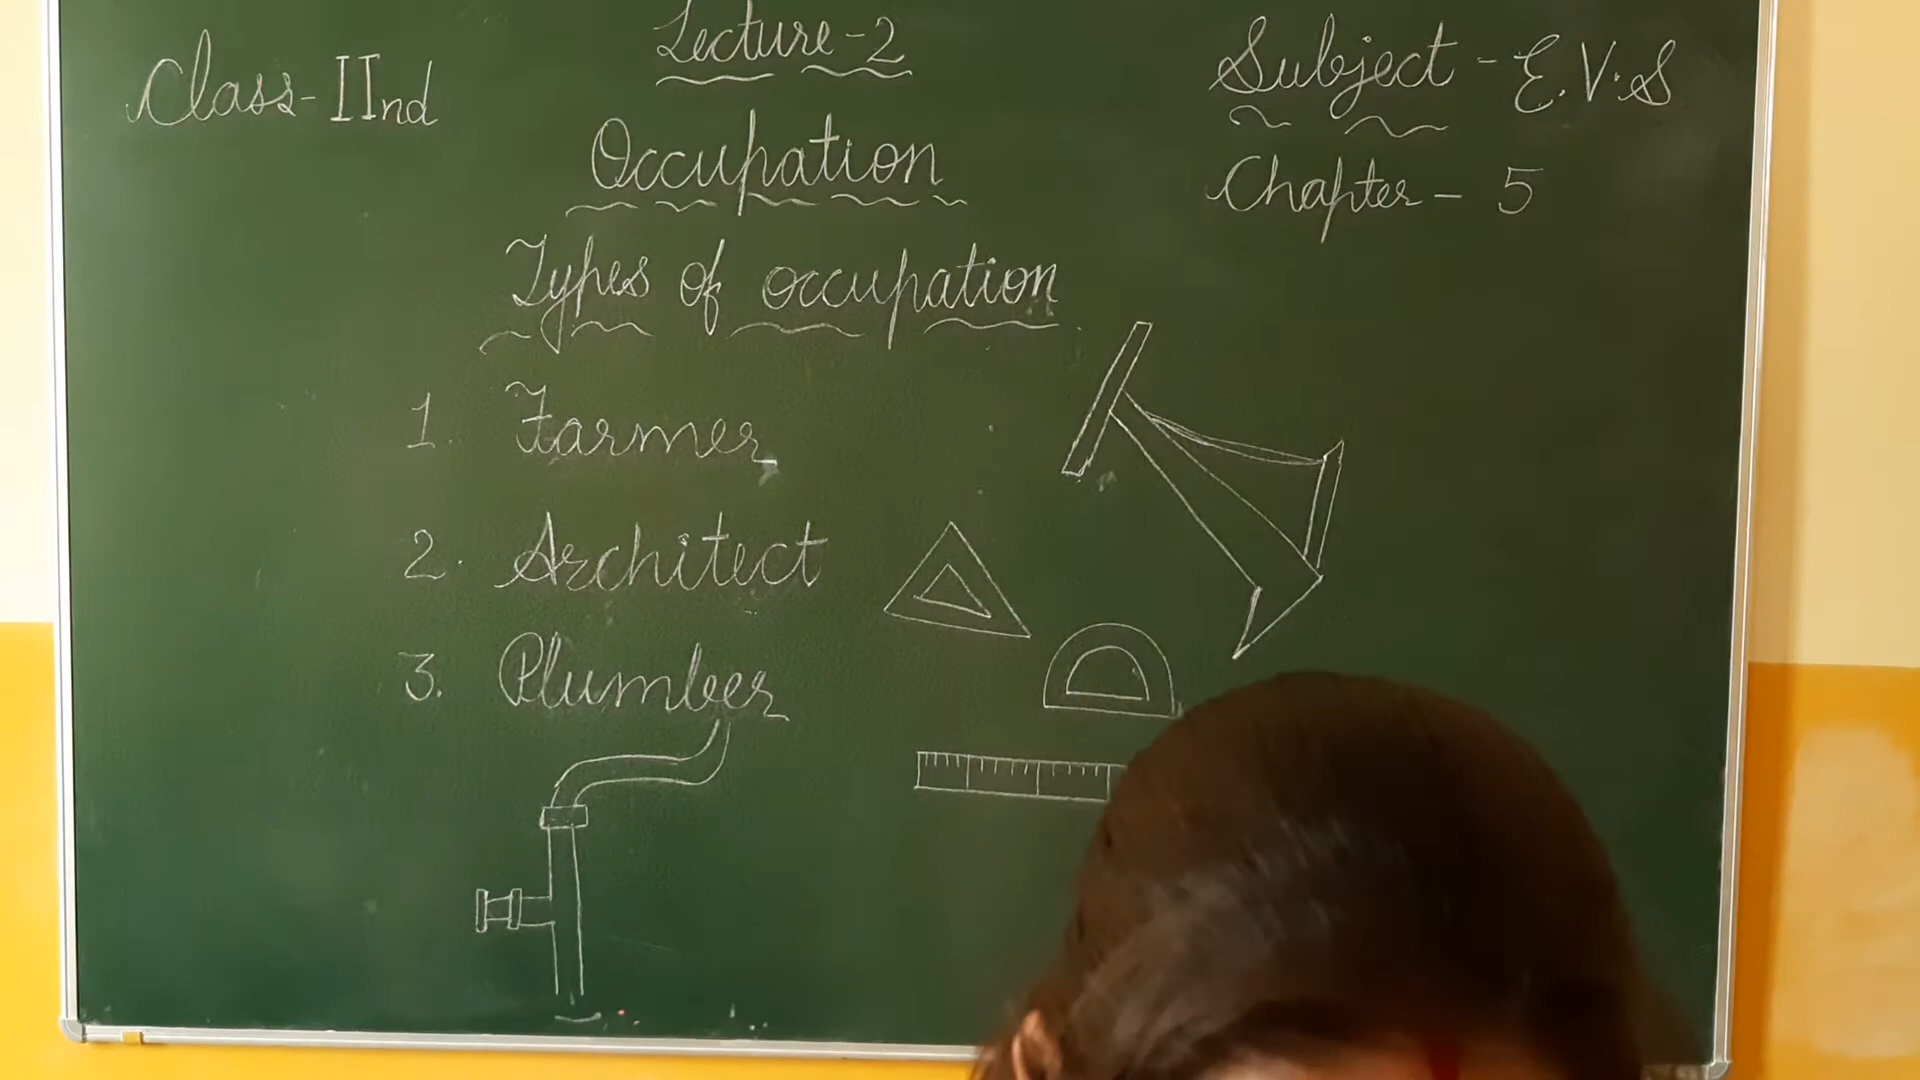 Lecture-2
Class-IInd
Subject - E.V.S
Occupation
Chapter - 5
Types of occupation
1. Farmer
2. Architect
3. Plumber